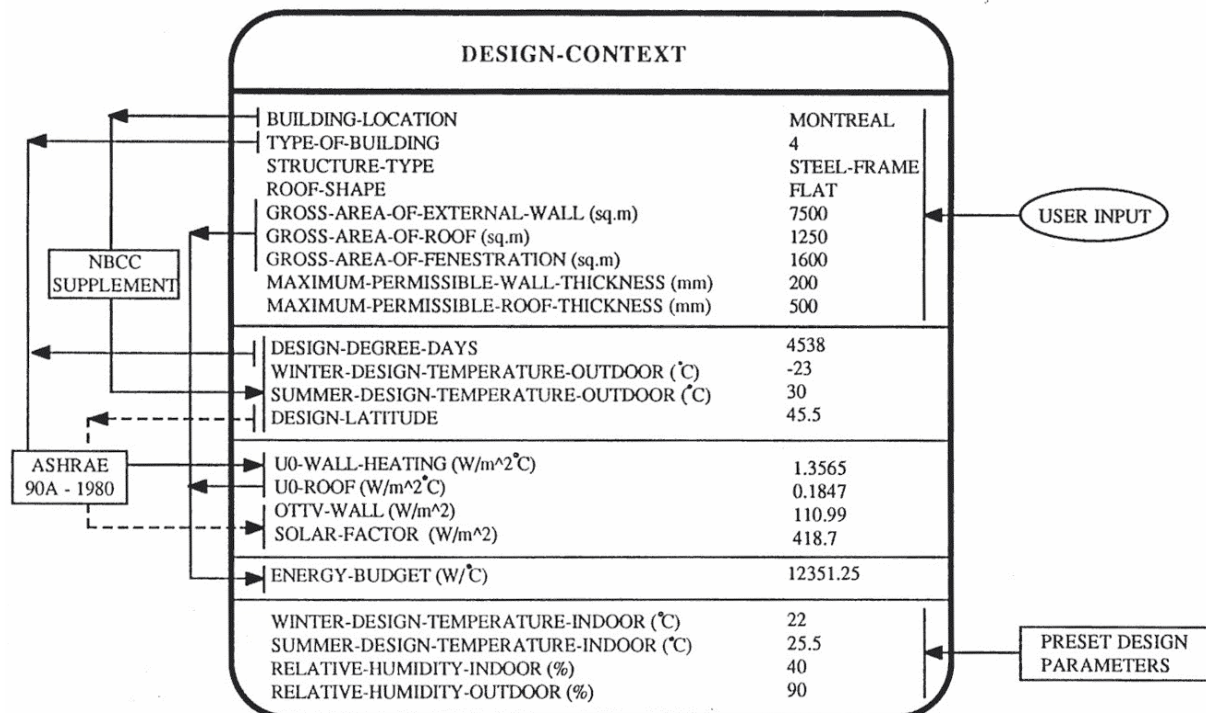 DESIGN-CONTEXT
BUILDING-LOCATION MONTREAL
TYPE-OF-BUILDING 4
STRUCTURE-TYPE STEEL-FRAME
ROOF-SHAPE FLAT
GROSS-AREA-OF-EXTERNAL-WALL (sq.m) 7500
GROSS-AREA-OF-ROOF (sq.m) 1250
GROSS-AREA-OF-FENESTRATION (sq.m) 1600
MAXIMUM-PERMISSIBLE-WALL-THICKNESS (mm) 200
MAXIMUM-PERMISSIBLE-ROOF-THICKNESS (mm) 500
USER INPUT
NBCC
SUPPLEMENT
DESIGN-DEGREE-DAYS 4538
WINTER-DESIGN-TEMPERATURE-OUTDOOR (°C) -23
SUMMER-DESIGN-TEMPERATURE-OUTDOOR (°C) 30
DESIGN-LATITUDE 45.5
ASHRAE
90A - 1980
U0-WALL-HEATING (W/m^2°C) 1.3565
U0-ROOF (W/m^2°C) 0.1847
OTTV-WALL (W/m^2) 110.99
SOLAR-FACTOR (W/m^2) 418.7
ENERGY-BUDGET (W/°C) 12351.25
WINTER-DESIGN-TEMPERATURE-INDOOR (°C) 22
SUMMER-DESIGN-TEMPERATURE-INDOOR (°C) 25.5
RELATIVE-HUMIDITY-INDOOR (%) 40
RELATIVE-HUMIDITY-OUTDOOR (%) 90
PRESET DESIGN
PARAMETERS